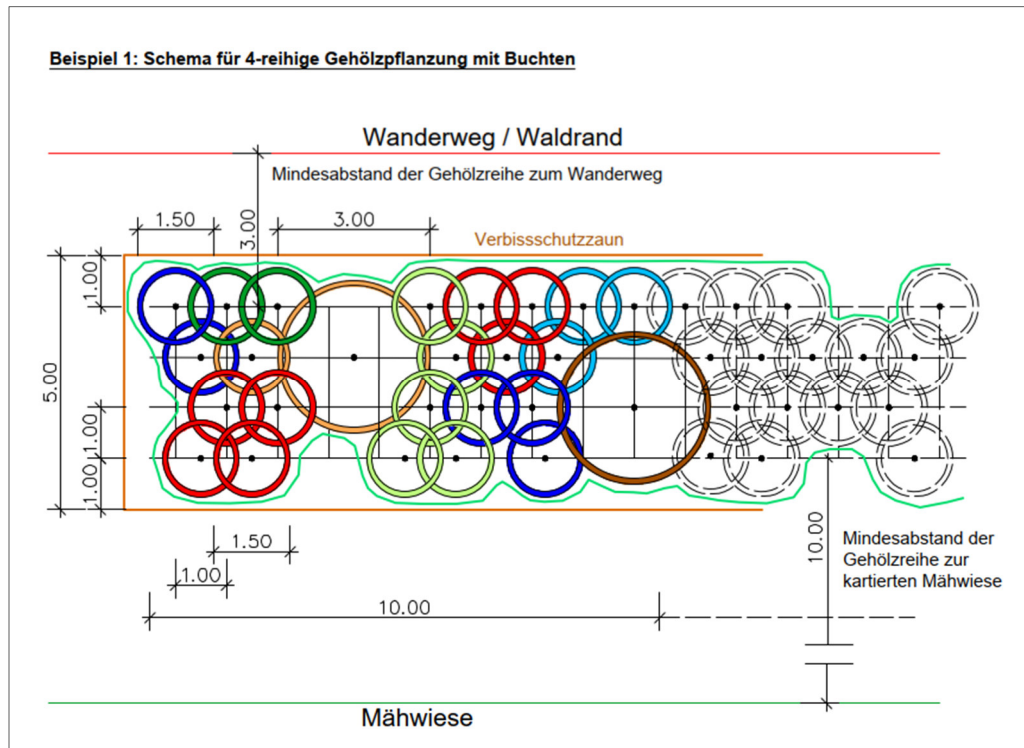 Beispiel 1: Schema für 4-reihige Gehölzpflanzung mit Buchten
Wanderweg / Waldrand
Mindesabstand der Gehölzreihe zum Wanderweg
1.50
3.00
3.00
Verbissschutzzaun
1.00
5.00
1.00
1.00
1.50
1.00
10.00
10.00
Mindesabstand der
Gehölzreihe zur
kartierten Mähwiese
Mähwiese